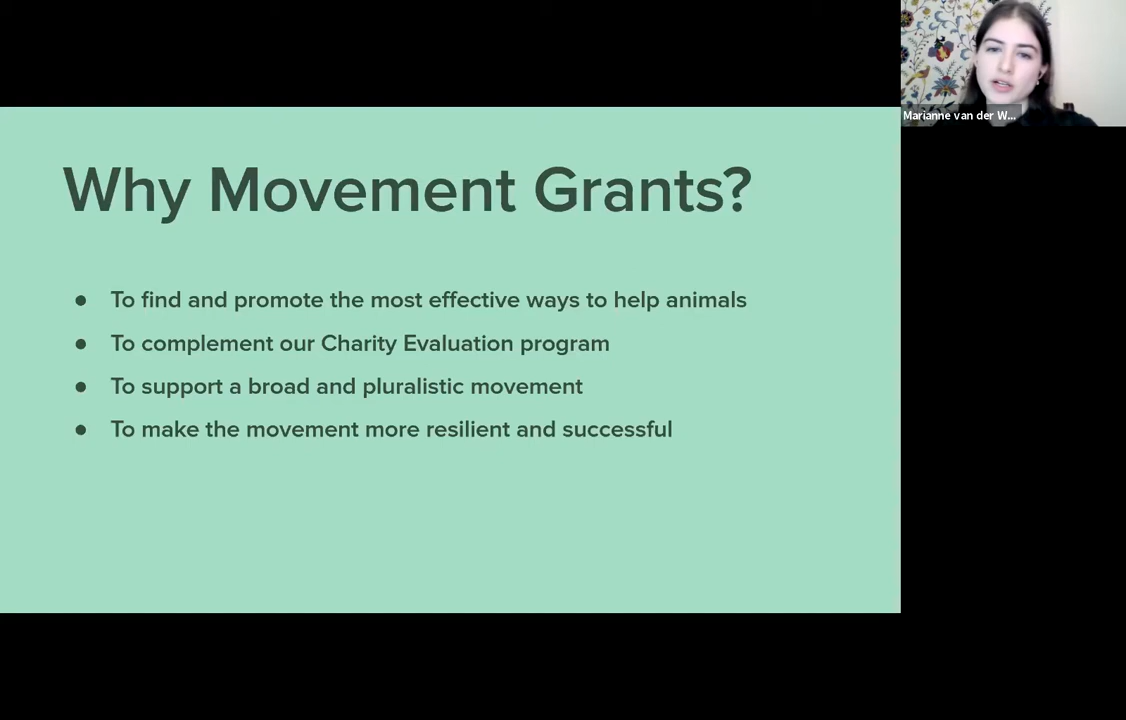 Marianne van der W...
Why Movement Grants?
● To find and promote the most effective ways to help animals
● To complement our Charity Evaluation program
● To support a broad and pluralistic movement
● To make the movement more resilient and successful